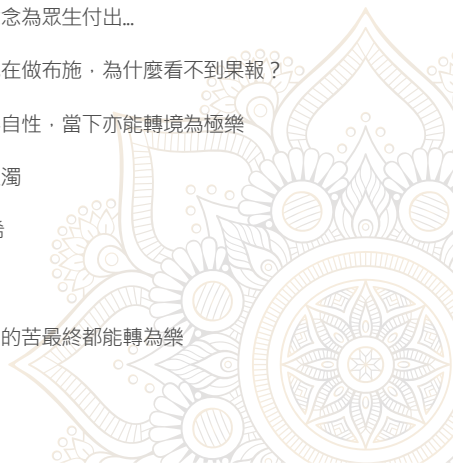 念為眾生付出...
在做布施，為什麼看不到果報？
自性，當下亦能轉境為極樂
濁
的苦最終都能轉為樂